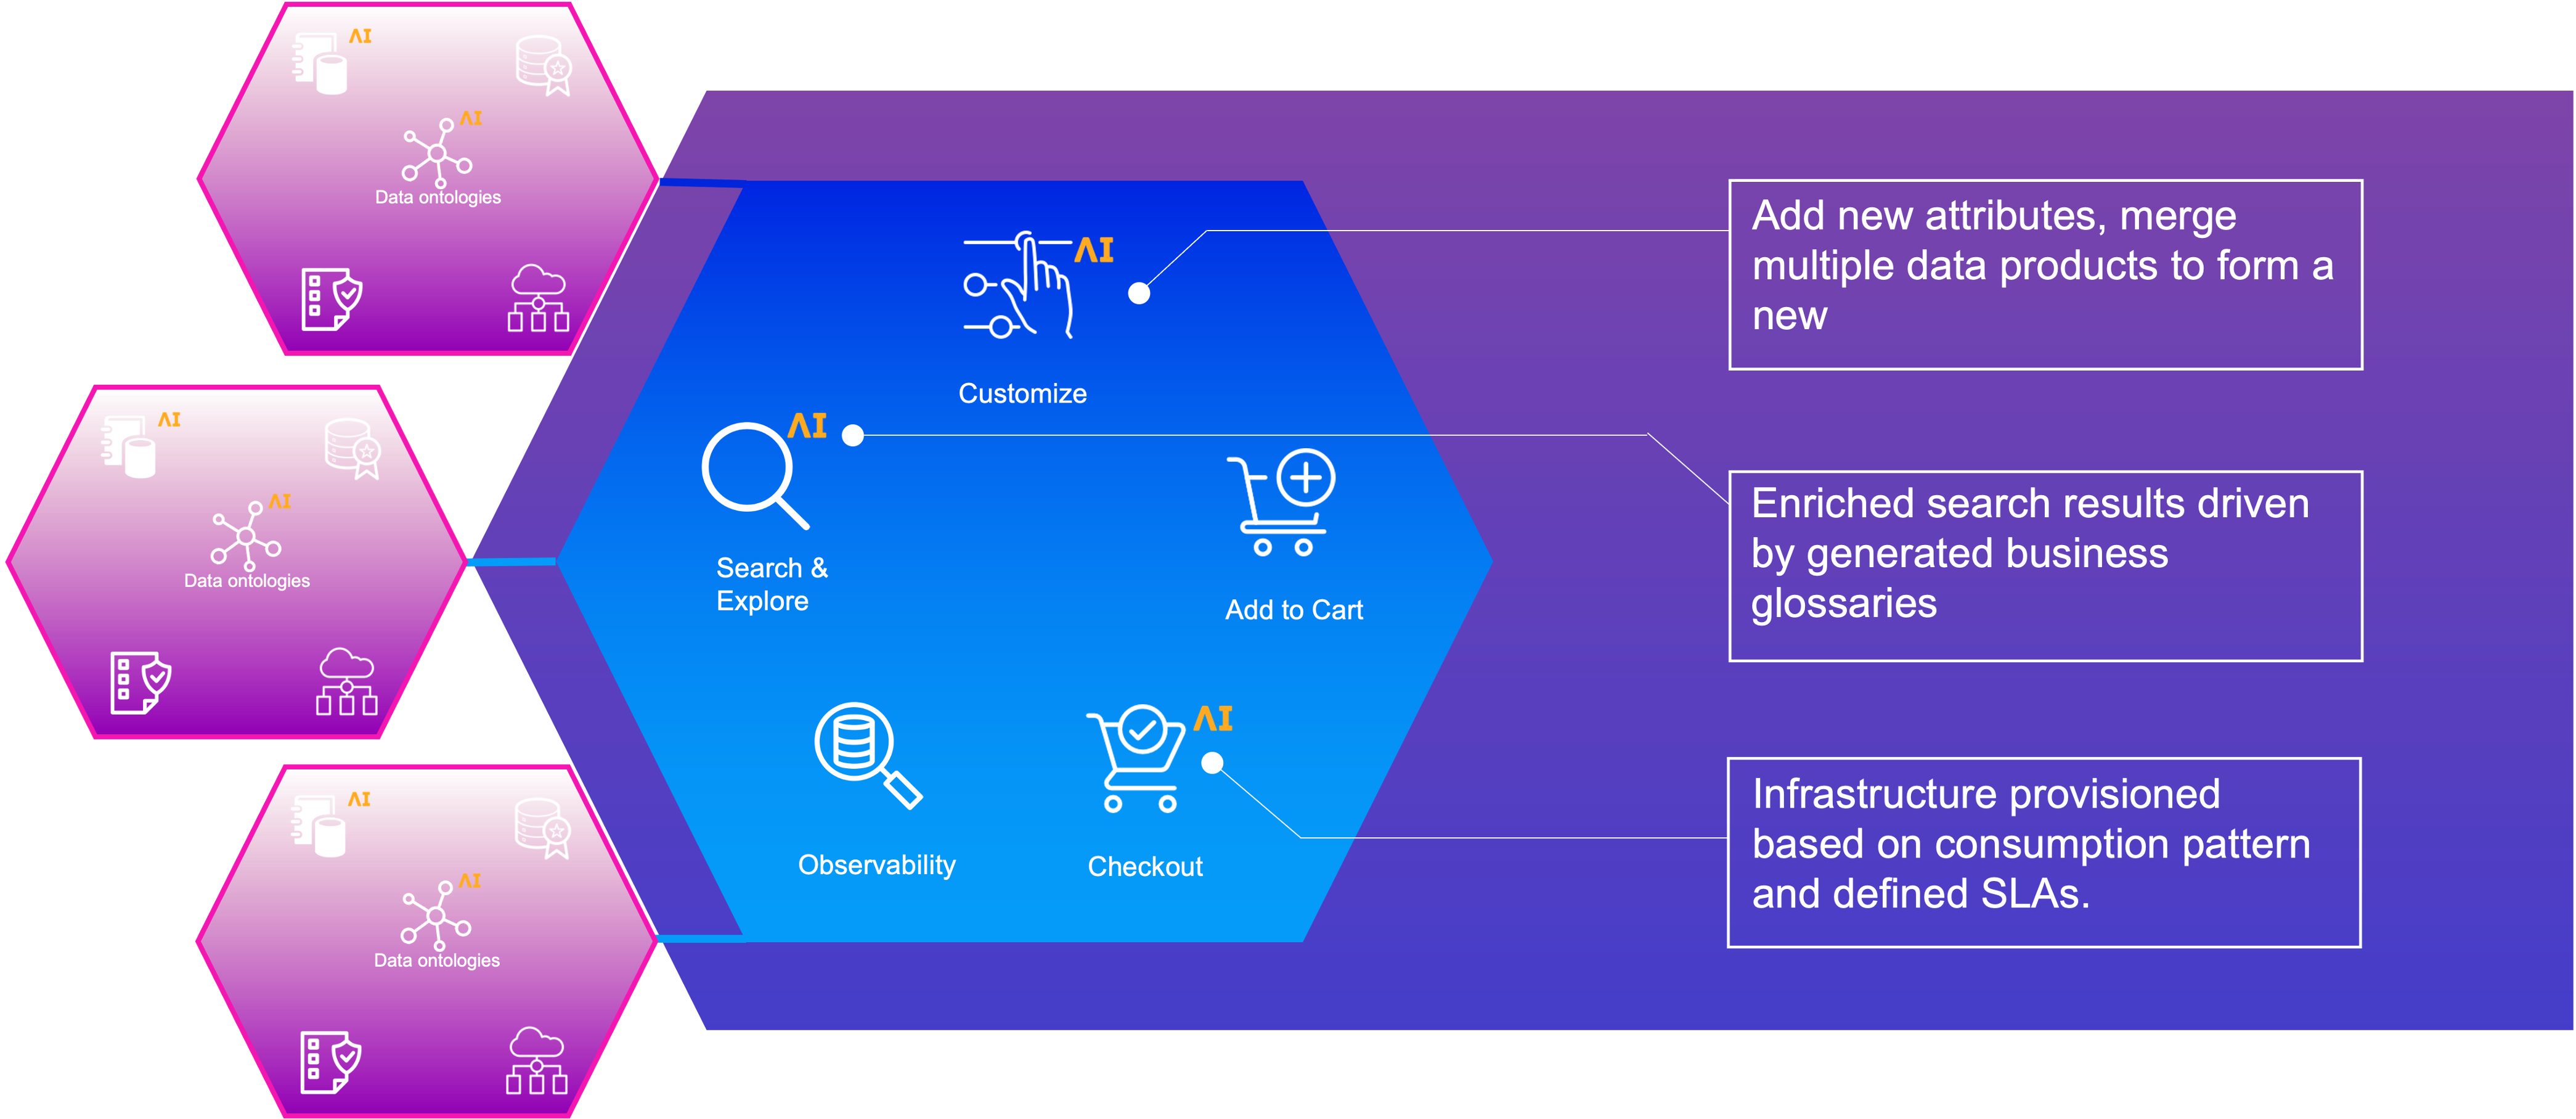 AI
AI
Data ontologies
AI
AI
Data ontologies
AI
AI
Data ontologies
AI
Customize
AI
Search &
Explore
Add to Cart
Observability
AI
Checkout
Add new attributes, merge
multiple data products to form a
new
Enriched search results driven
by generated business
glossaries
Infrastructure provisioned
based on consumption pattern
and defined SLAs.